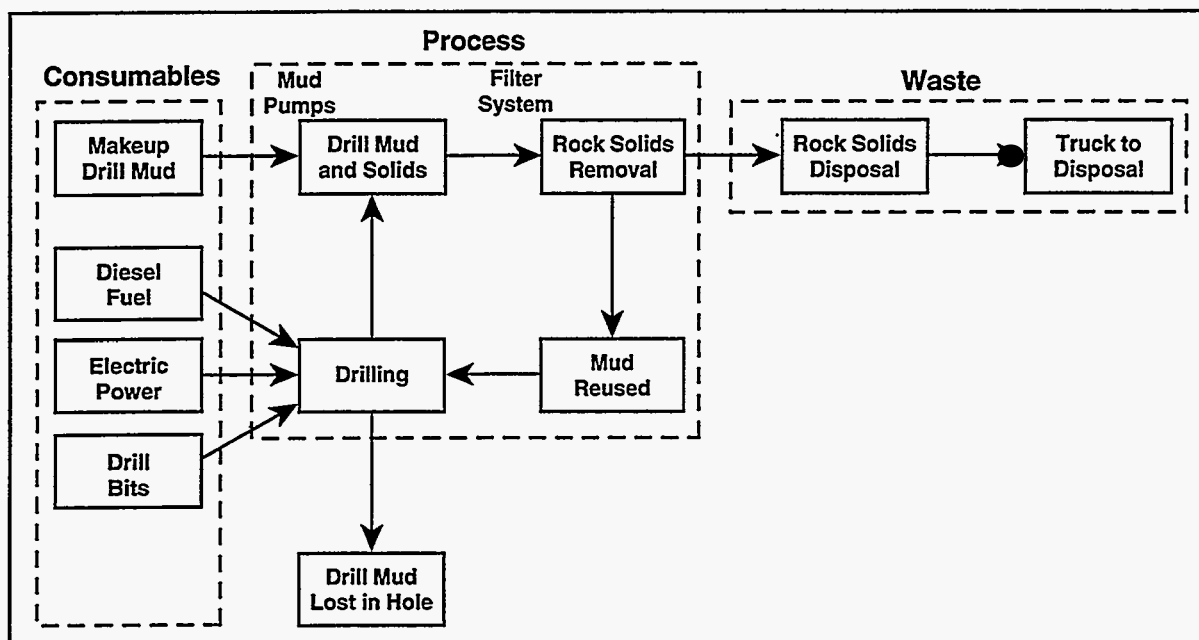 Process
Consumables
Mud
Pumps
Filter
System
Waste
Makeup
Drill Mud
Drill Mud
and Solids
Rock Solids
Removal
Rock Solids
Disposal
Truck to
Disposal
Diesel
Fuel
Electric
Power
Drilling
Mud
Reused
Drill
Bits
Drill Mud
Lost in Hole